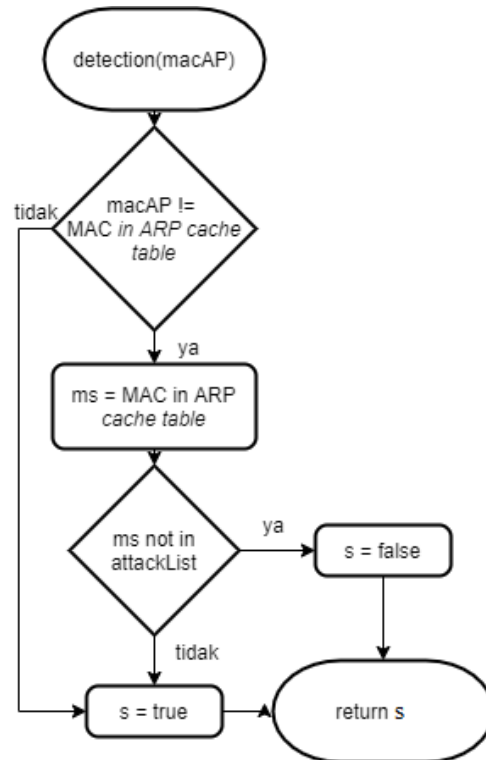 detection(macAP)
macAP !=
MAC in ARP cache
table
tidak
ya
ms = MAC in ARP
cache table
ms not in
attackList
ya
s = false
tidak
s = true
return s